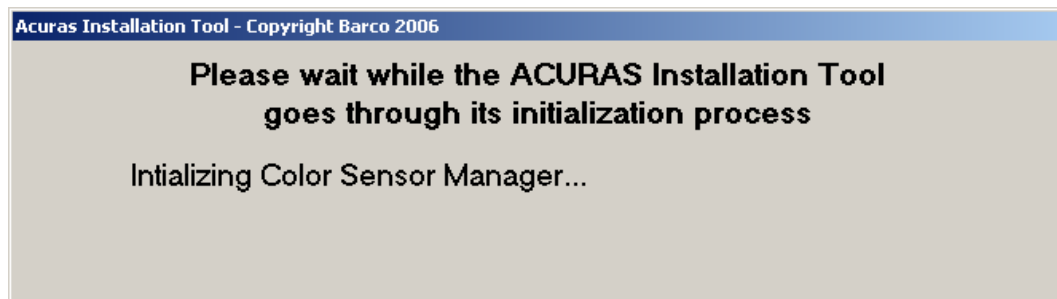 Acuras Installation Tool - Copyright Barco 2006
Please wait while the ACURAS Installation Tool
goes through its initialization process
Intializing Color Sensor Manager...